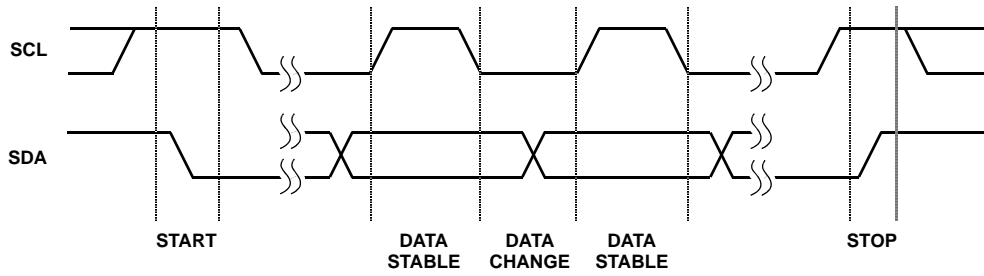 SCL
SDA
START
DATA
STABLE
DATA
CHANGE
DATA
STABLE
STOP